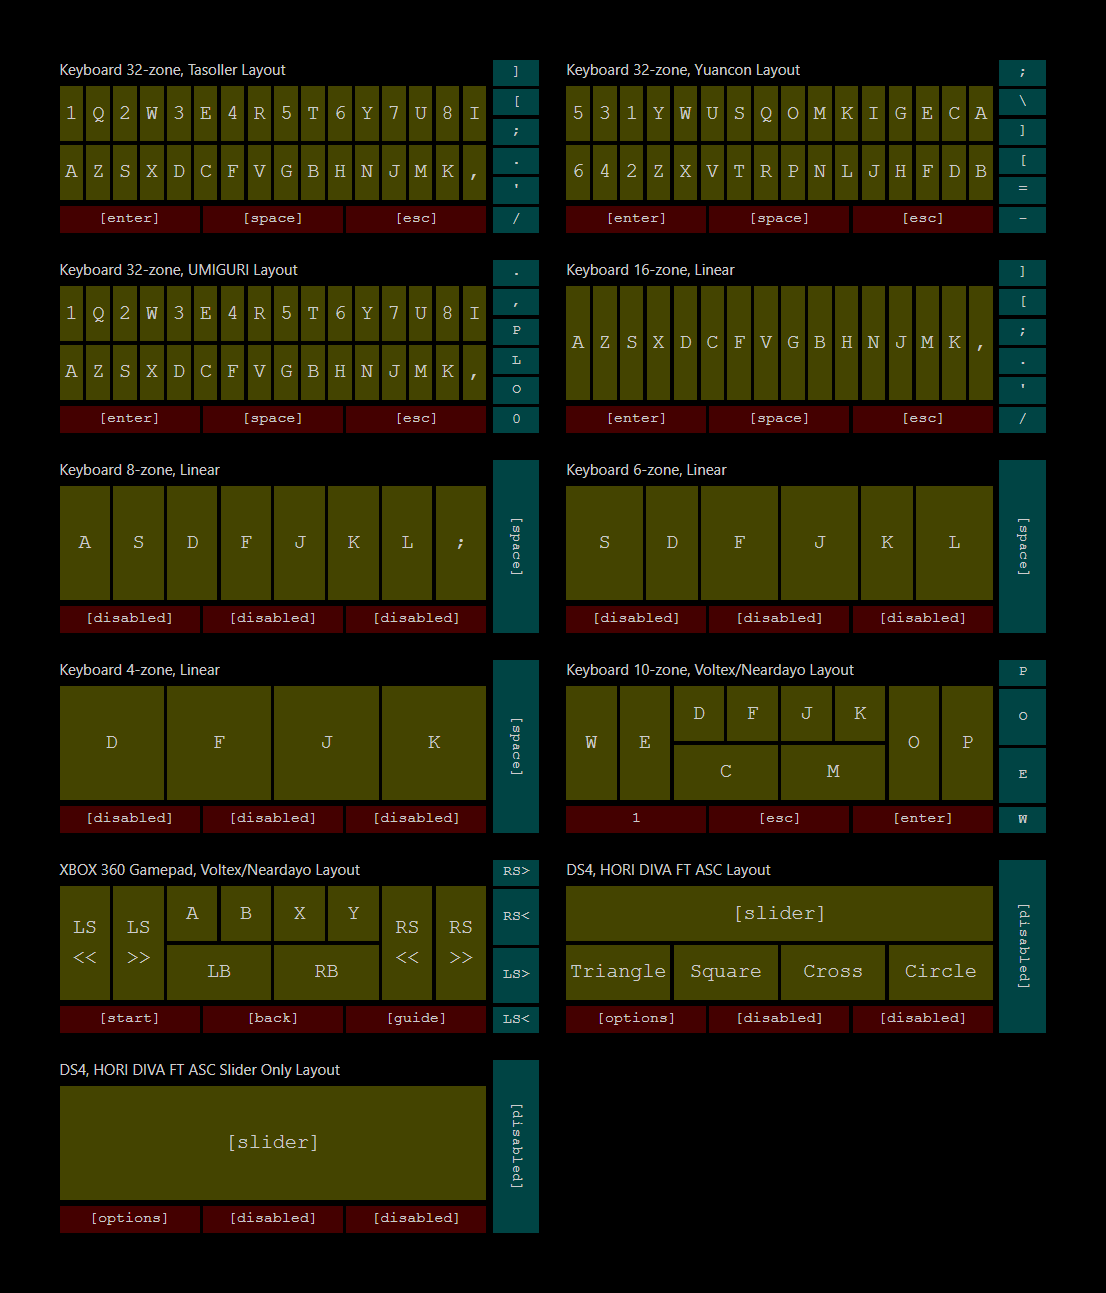 Keyboard 32-zone, Tasoller Layout
1 Q 2 W 3 E 4 R 5 T 6 Y 7 U 8 I
A Z S X D C F V G B H N J M K ,
[enter] [space] [esc]
]
[
;
.
'
/
Keyboard 32-zone, Yuancon Layout
5 3 1 Y W U S Q O M K I G E C A
6 4 2 Z X V T R P N L J H F D B
[enter] [space] [esc]
;
\
]
[
=
-
Keyboard 32-zone, UMIGURI Layout
1 Q 2 W 3 E 4 R 5 T 6 Y 7 U 8 I
A Z S X D C F V G B H N J M K ,
[enter] [space] [esc]
.
,
P
L
O
0
Keyboard 16-zone, Linear
A Z S X D C F V G B H N J M K ,
[enter] [space] [esc]
]
[
;
.
'
/
Keyboard 8-zone, Linear
A S D F J K L ;
[disabled] [disabled] [disabled]
[space]
Keyboard 6-zone, Linear
S D F J K L
[disabled] [disabled] [disabled]
[space]
Keyboard 4-zone, Linear
D F J K
[disabled] [disabled] [disabled]
[space]
Keyboard 10-zone, Voltex/Neardayo Layout
D F J K
W E O P
C M
1 [esc] [enter]
P
O
E
W
XBOX 360 Gamepad, Voltex/Neardayo Layout
A B X Y
LS LS RS RS
<< >> << >>
LB RB
[start] [back] [guide]
RS>
RS<
LS>
LS<
DS4, HORI DIVA FT ASC Layout
[slider]
Triangle Square Cross Circle
[options] [disabled] [disabled]
[disabled]
DS4, HORI DIVA FT ASC Slider Only Layout
[slider]
[options] [disabled] [disabled]
[disabled]